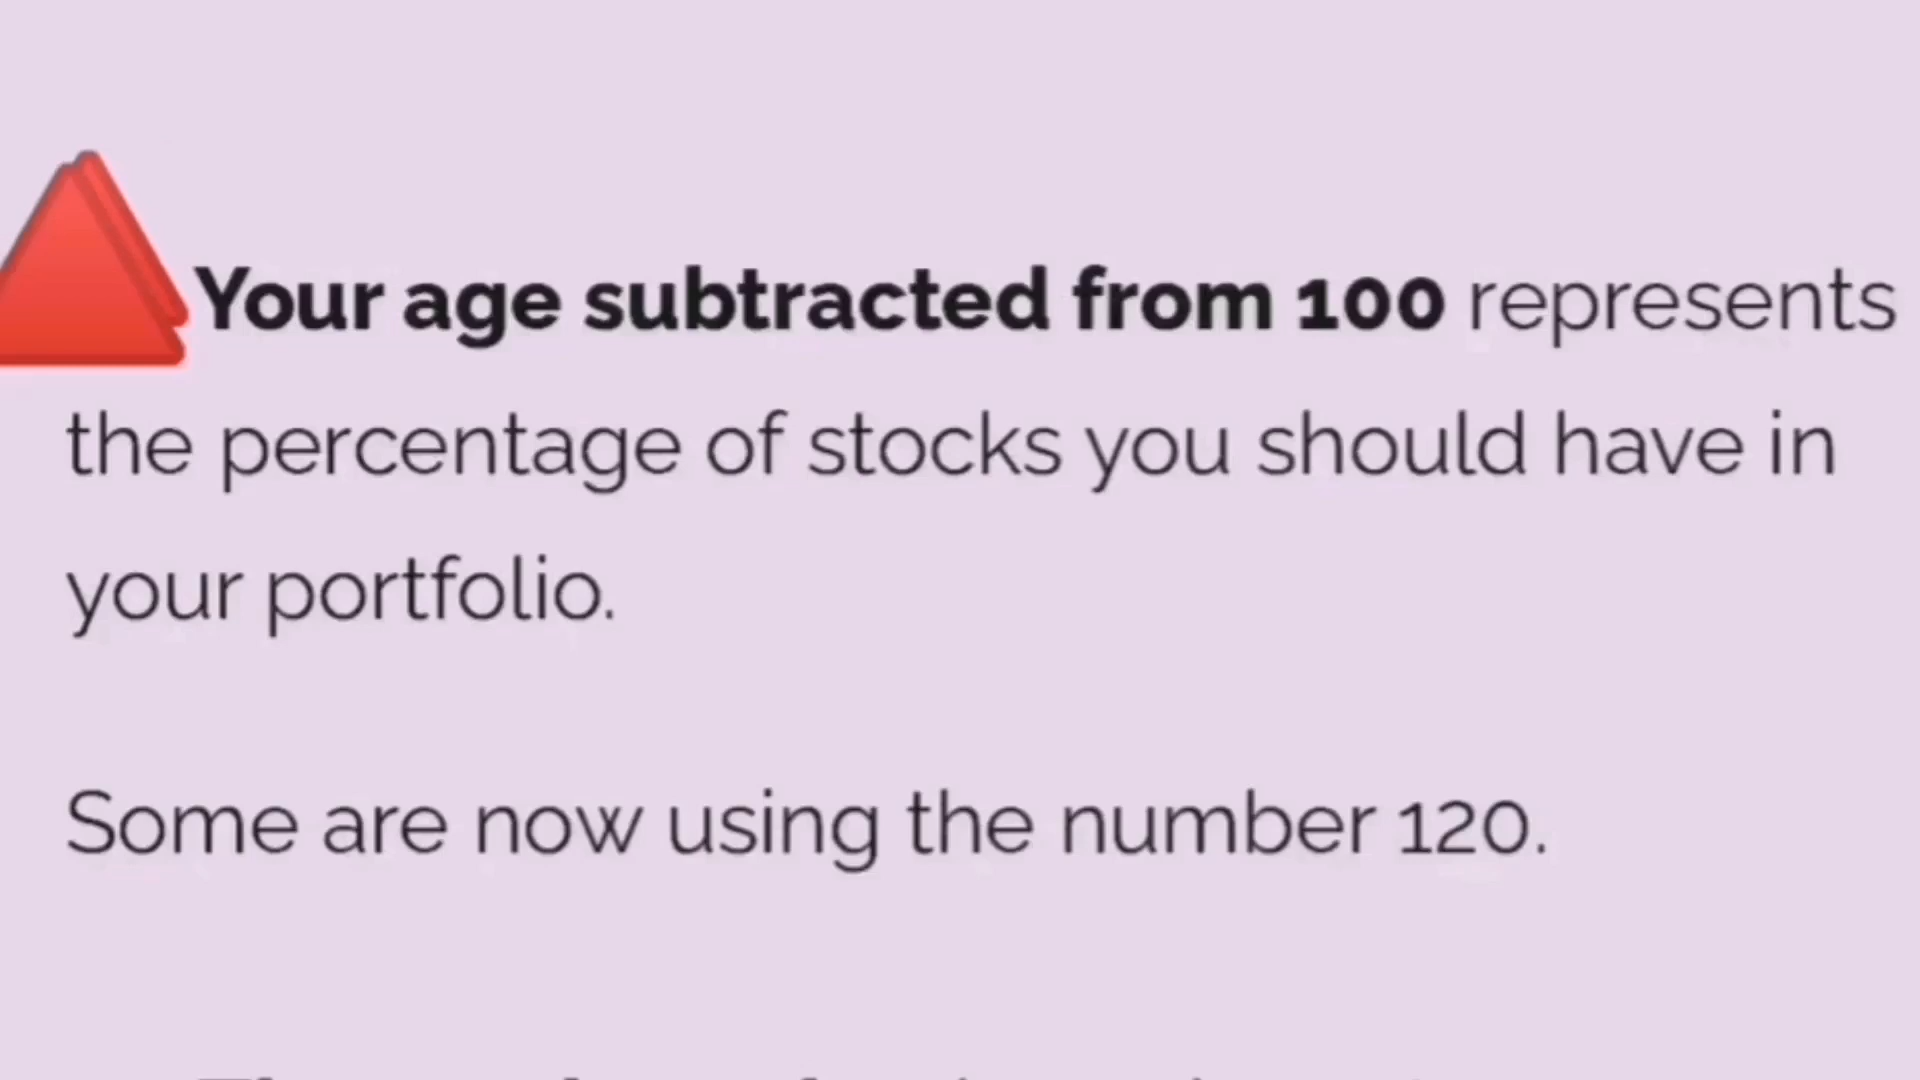 Your age subtracted from 100 represents
the percentage of stocks you should have in
your portfolio.
Some are now using the number 120.